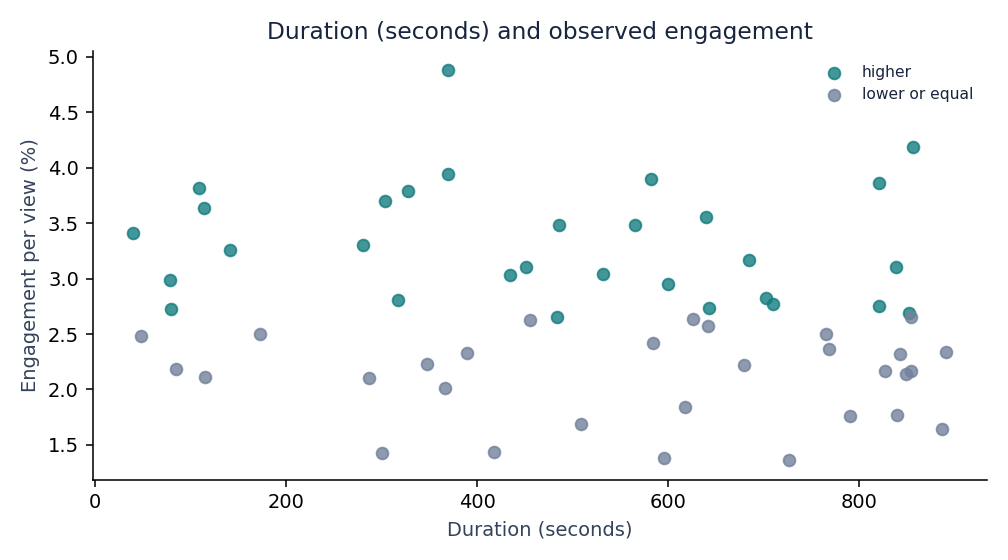 Duration (seconds) and observed engagement
higher
lower or equal
Engagement per view (%)
5.0
4.5
4.0
3.5
3.0
2.5
2.0
1.5
0 200 400 600 800
Duration (seconds)